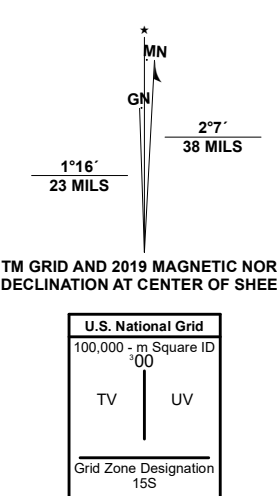 ★
MN
GN
2°7´
38 MILS
1°16´
23 MILS
TM GRID AND 2019 MAGNETIC NOR
DECLINATION AT CENTER OF SHEE
U.S. National Grid
100,000 - m Square ID
³00
TV UV
Grid Zone Designation
15S